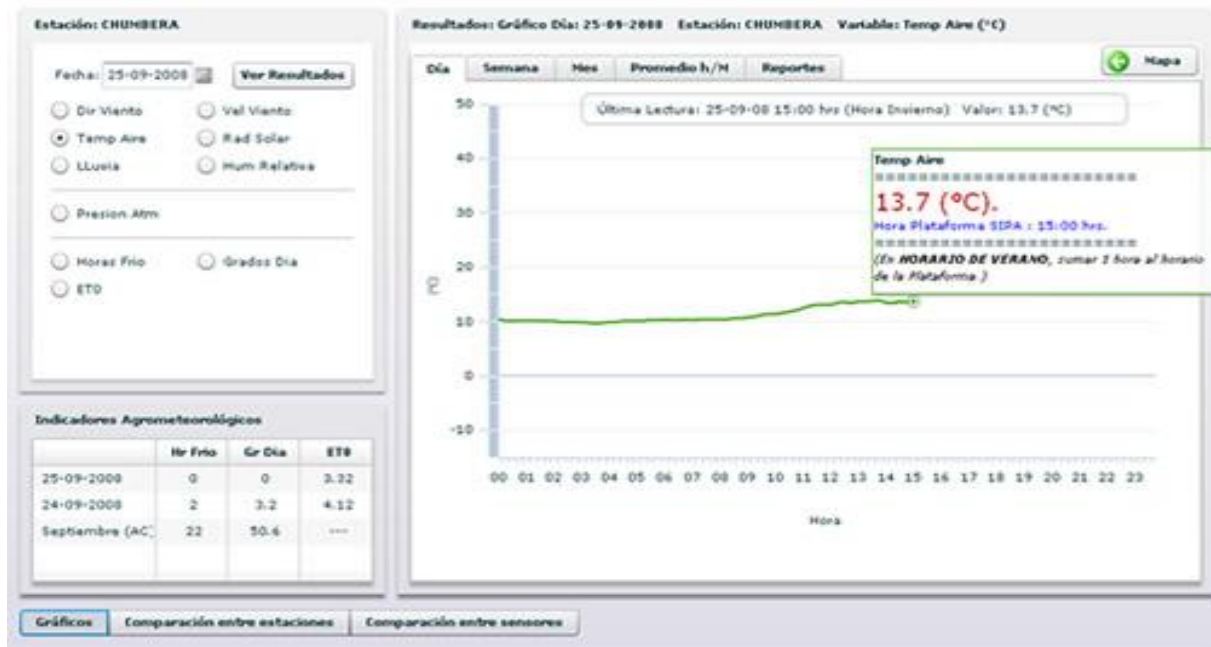 Estación: CHUMBERA
Fecha: 25-09-2008 Ver Resultados
Dir Viento Vel Viento
Temp Aire Rad Solar
LLuvia Hum Relativa
Presion Atm
Horas Frio Grados Dia
ET0
Indicadores Agrometeorológicos
Hr Frio Gr Dia ET0
25-09-2008 0 0 3.32
24-09-2008 2 3.2 4.12
Septiembre (AC) 22 50.6 ---
Resultados: Gráfico Día: 25-09-2008 Estación: CHUMBERA Variable: Temp Aire (°C)
Día Semana Mes Promedio h/M Reportes Mapa
Última Lectura: 25-09-08 15:00 hrs (Hora Invierno) Valor: 13.7 (°C)
Temp Aire
==========================
13.7 (°C).
Hora Plataforma SIPA : 15:00 hrs.
==========================
(En HORARIO DE VERANO, sumar 1 hora al horario
de la Plataforma.)
50
40
30
20
10
0
-10
°C
00 01 02 03 04 05 06 07 08 09 10 11 12 13 14 15 16 17 18 19 20 21 22 23
Hora
Gráficos Comparación entre estaciones Comparación entre sensores